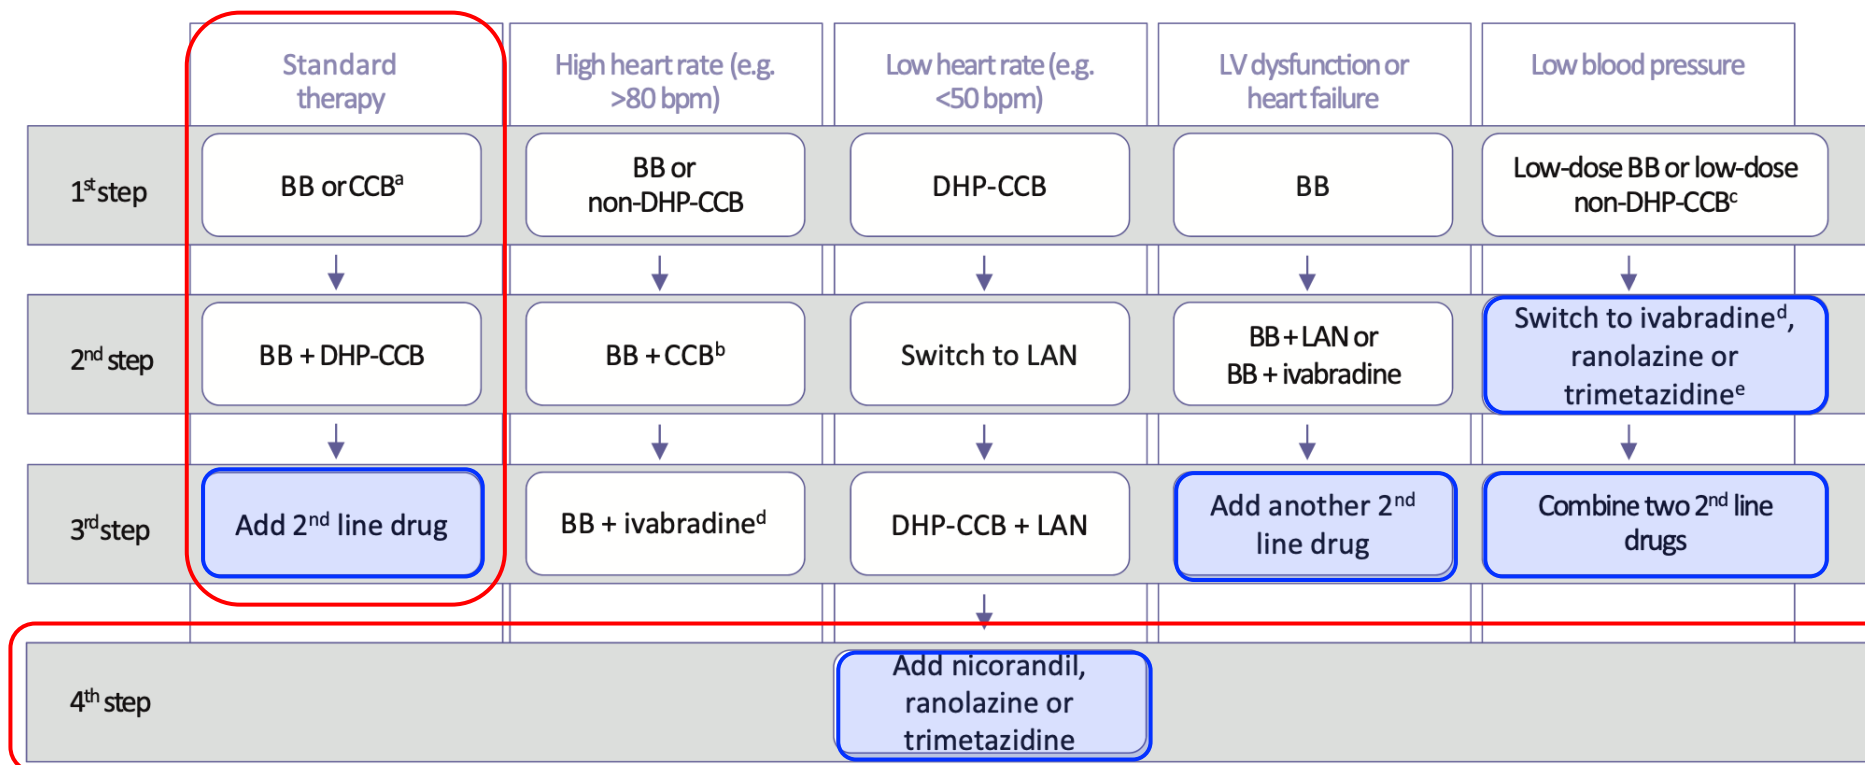 Standard
therapy
High heart rate (e.g.
>80 bpm)
Low heart rate (e.g.
<50 bpm)
LV dysfunction or
heart failure
Low blood pressure
1st step
BB or CCBa
BB or
non-DHP-CCB
DHP-CCB
BB
Low-dose BB or low-dose
non-DHP-CCBc
2nd step
BB + DHP-CCB
BB + CCBb
Switch to LAN
BB + LAN or
BB + ivabradine
Switch to ivabradined,
ranolazine or
trimetazidinee
3rd step
Add 2nd line drug
BB + ivabradined
DHP-CCB + LAN
Add another 2nd
line drug
Combine two 2nd line
drugs
4th step
Add nicorandil,
ranolazine or
trimetazidine